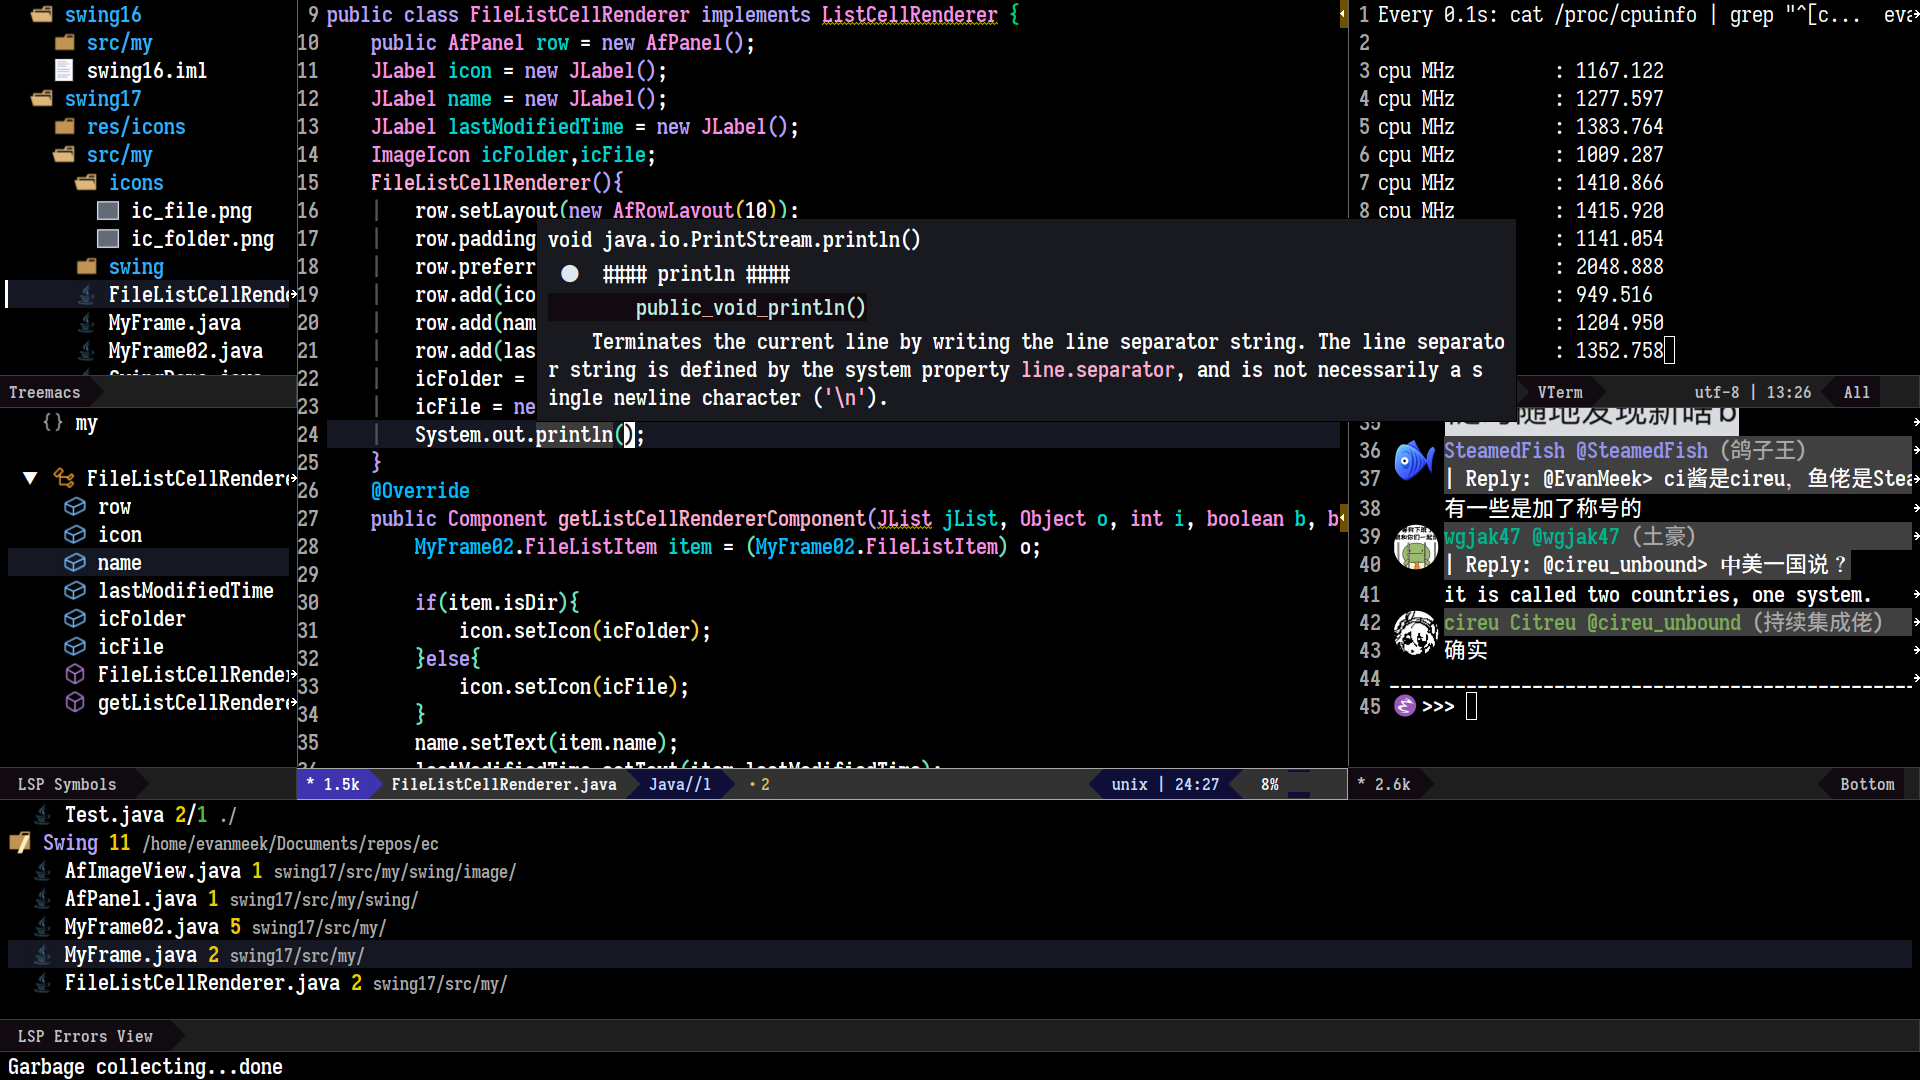 swing16
src/my
swing16.iml
swing17
res/icons
src/my
icons
ic_file.png
ic_folder.png
swing
FileListCellRende
MyFrame.java
MyFrame02.java
Treemacs
{} my
FileListCellRendere
row
icon
name
lastModifiedTime
icFolder
icFile
FileListCellRender
getListCellRendere
LSP Symbols
9 public class FileListCellRenderer implements ListCellRenderer {
10 public AfPanel row = new AfPanel();
11 JLabel icon = new JLabel();
12 JLabel name = new JLabel();
13 JLabel lastModifiedTime = new JLabel();
14 ImageIcon icFolder,icFile;
15 FileListCellRenderer(){
16 row.setLayout(new AfRowLayout(10));
17 row.padding
18 row.preferr
19 row.add(ico
20 row.add(nam
21 row.add(las
22 icFolder =
23 icFile = ne
24 System.out.println();
25 }
26 @Override
27 public Component getListCellRendererComponent(JList jList, Object o, int i, boolean b, b
28 MyFrame02.FileListItem item = (MyFrame02.FileListItem) o;
29
30 if(item.isDir){
31 icon.setIcon(icFolder);
32 }else{
33 icon.setIcon(icFile);
34 }
35 name.setText(item.name);
lastModifiedTime.setText(item.lastModifiedTime);
void java.io.PrintStream.println()
#### println ####
public_void_println()
Terminates the current line by writing the line separator string. The line separato
r string is defined by the system property line.separator, and is not necessarily a s
ingle newline character ('\n').
* 1.5k FileListCellRenderer.java Java//l • 2 unix | 24:27 8%
1 Every 0.1s: cat /proc/cpuinfo | grep "^[c... eva
2
3 cpu MHz : 1167.122
4 cpu MHz : 1277.597
5 cpu MHz : 1383.764
6 cpu MHz : 1009.287
7 cpu MHz : 1410.866
8 cpu MHz : 1415.920
: 1141.054
: 2048.888
: 949.516
: 1204.950
: 1352.758
VTerm utf-8 | 13:26 All
35 随地发现新啥b
36 SteamedFish @SteamedFish (鸽子王)
37 | Reply: @EvanMeek> ci酱是cireu, 鱼佬是Stea
38 有一些是加了称号的
39 wgjak47 @wgjak47 (土豪)
40 | Reply: @cireu_unbound> 中美一国说？
41 it is called two countries, one system.
42 cireu Citreu @cireu_unbound (持续集成佬)
43 确实
44
45 >>>
* 2.6k Bottom
Test.java 2/1 ./
Swing 11 /home/evanmeek/Documents/repos/ec
AfImageView.java 1 swing17/src/my/swing/image/
AfPanel.java 1 swing17/src/my/swing/
MyFrame02.java 5 swing17/src/my/
MyFrame.java 2 swing17/src/my/
FileListCellRenderer.java 2 swing17/src/my/
LSP Errors View
Garbage collecting...done